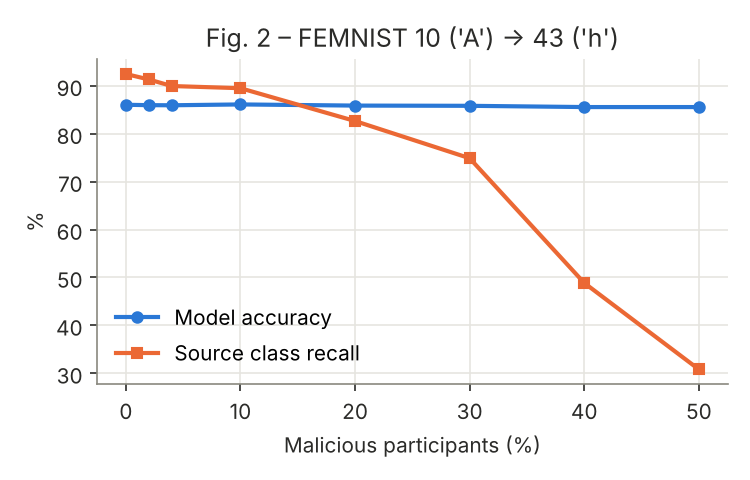 Fig. 2 – FEMNIST 10 ('A') → 43 ('h')
%
90
80
70
60
50
40
30
Model accuracy
Source class recall
0 10 20 30 40 50
Malicious participants (%)